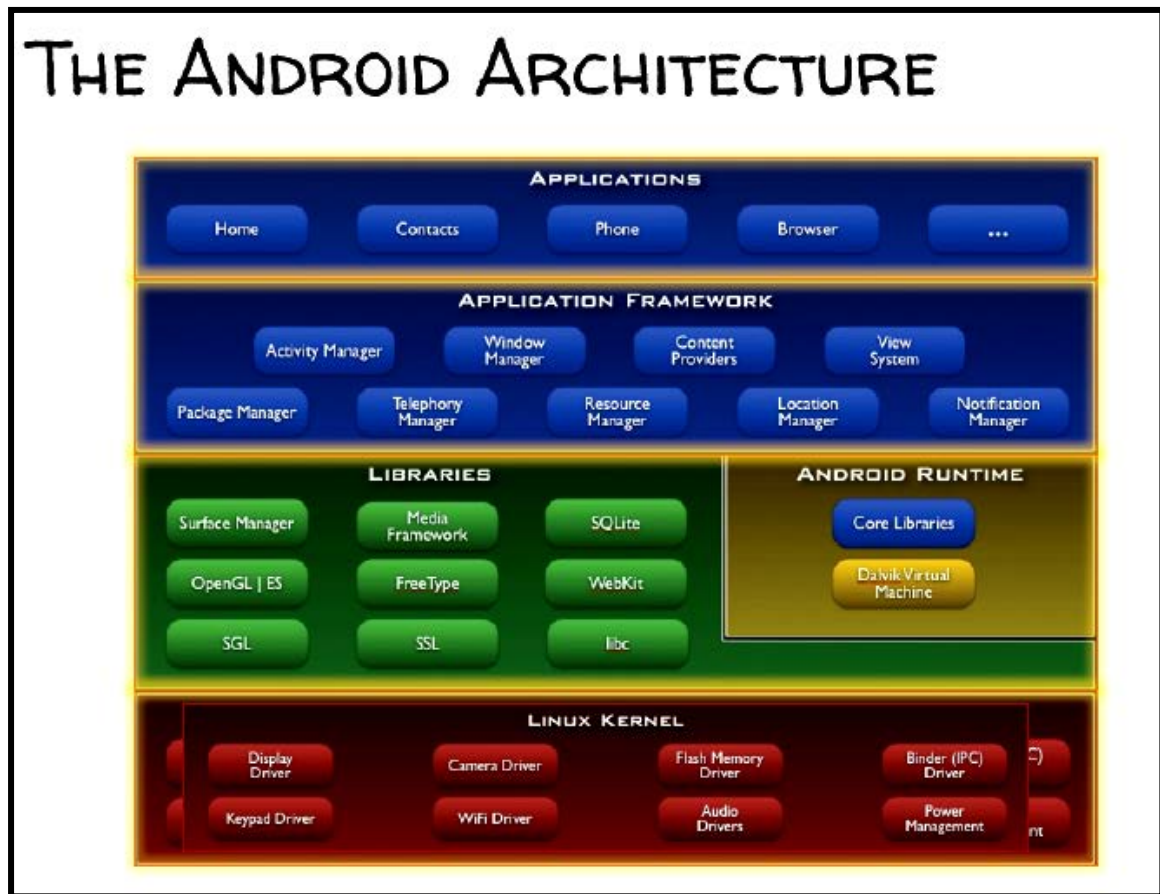 THE ANDROID ARCHITECTURE
APPLICATIONS
Home
Contacts
Phone
Browser
...
APPLICATION FRAMEWORK
Activity Manager
Window
Manager
Content
Providers
View
System
Package Manager
Telephony
Manager
Resource
Manager
Location
Manager
Notification
Manager
LIBRARIES
Surface Manager
Media
Framework
SQLite
OpenGL | ES
FreeType
WebKit
SGL
SSL
libc
ANDROID RUNTIME
Core Libraries
Dalvik Virtual
Machine
LINUX KERNEL
Display
Driver
Camera Driver
Flash Memory
Driver
Binder (IPC)
Driver
C)
Keypad Driver
WiFi Driver
Audio
Drivers
Power
Management
nt